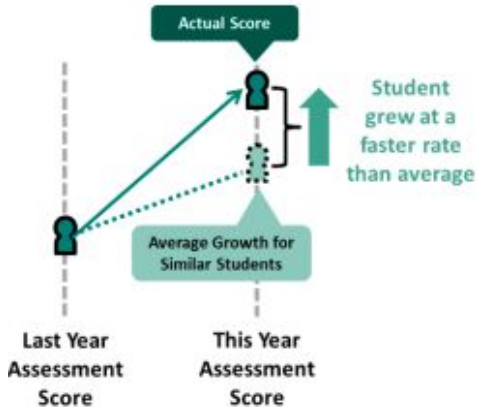 Actual Score
Student
grew at a
faster rate
than average
Average Growth for
Similar Students
Last Year
Assessment
Score
This Year
Assessment
Score